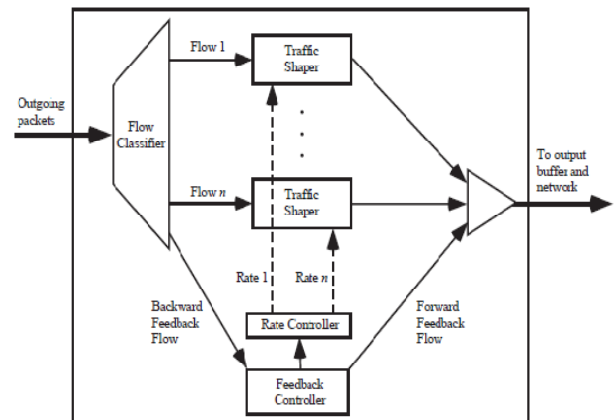 Flow 1
Traffic
Shaper
Outgoing
packets
Flow
Classifier
To output
buffer and
network
Flow n
Traffic
Shaper
Rate 1
Rate n
Backward
Feedback
Flow
Forward
Feedback
Flow
Rate Controller
Feedback
Controller